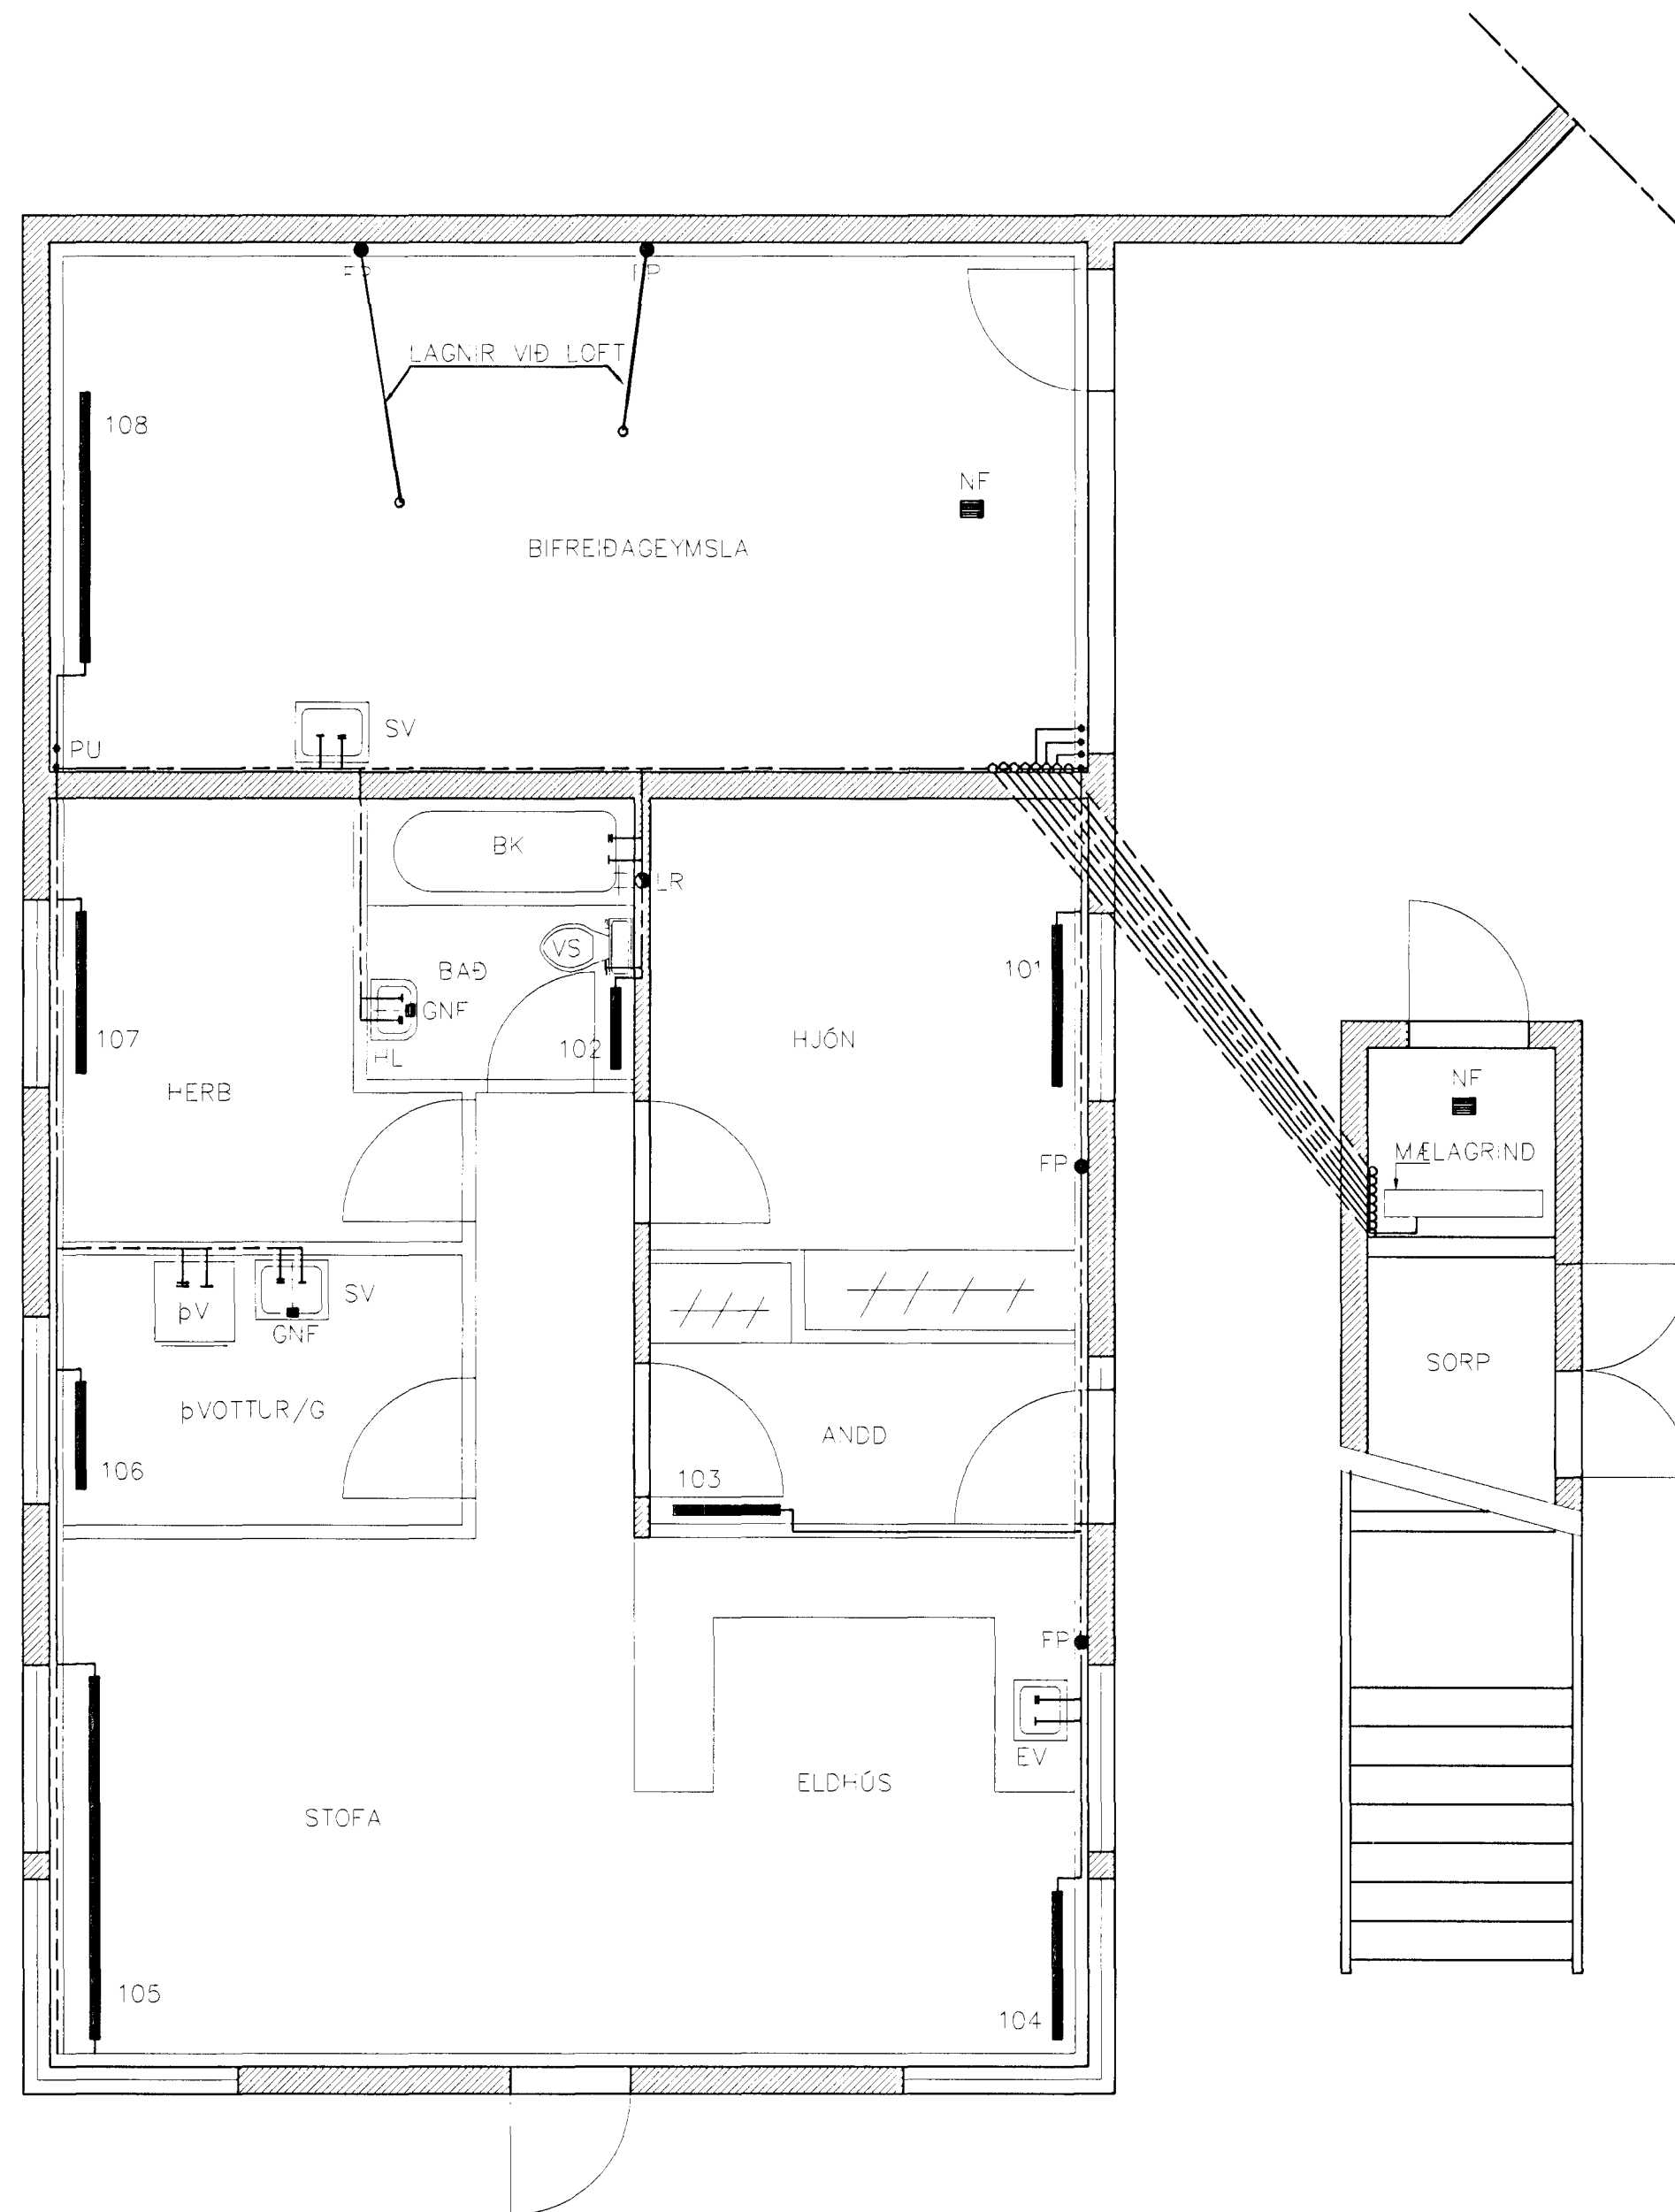 FP
FP
LAGNIR VIÐ LOFT
108
NF
BIFREIÐAGEYMSLA
SV
PU
BK
LR
VS
BAÐ
101
GNF
107
102
HJÓN
HL
NF
HERB
MÆLAGRIND
FP
SV
ÞV
GNF
SORP
ÞVOTTUR/G
ANDD
106
103
FP
EV
ELDHÚS
STOFA
105
104